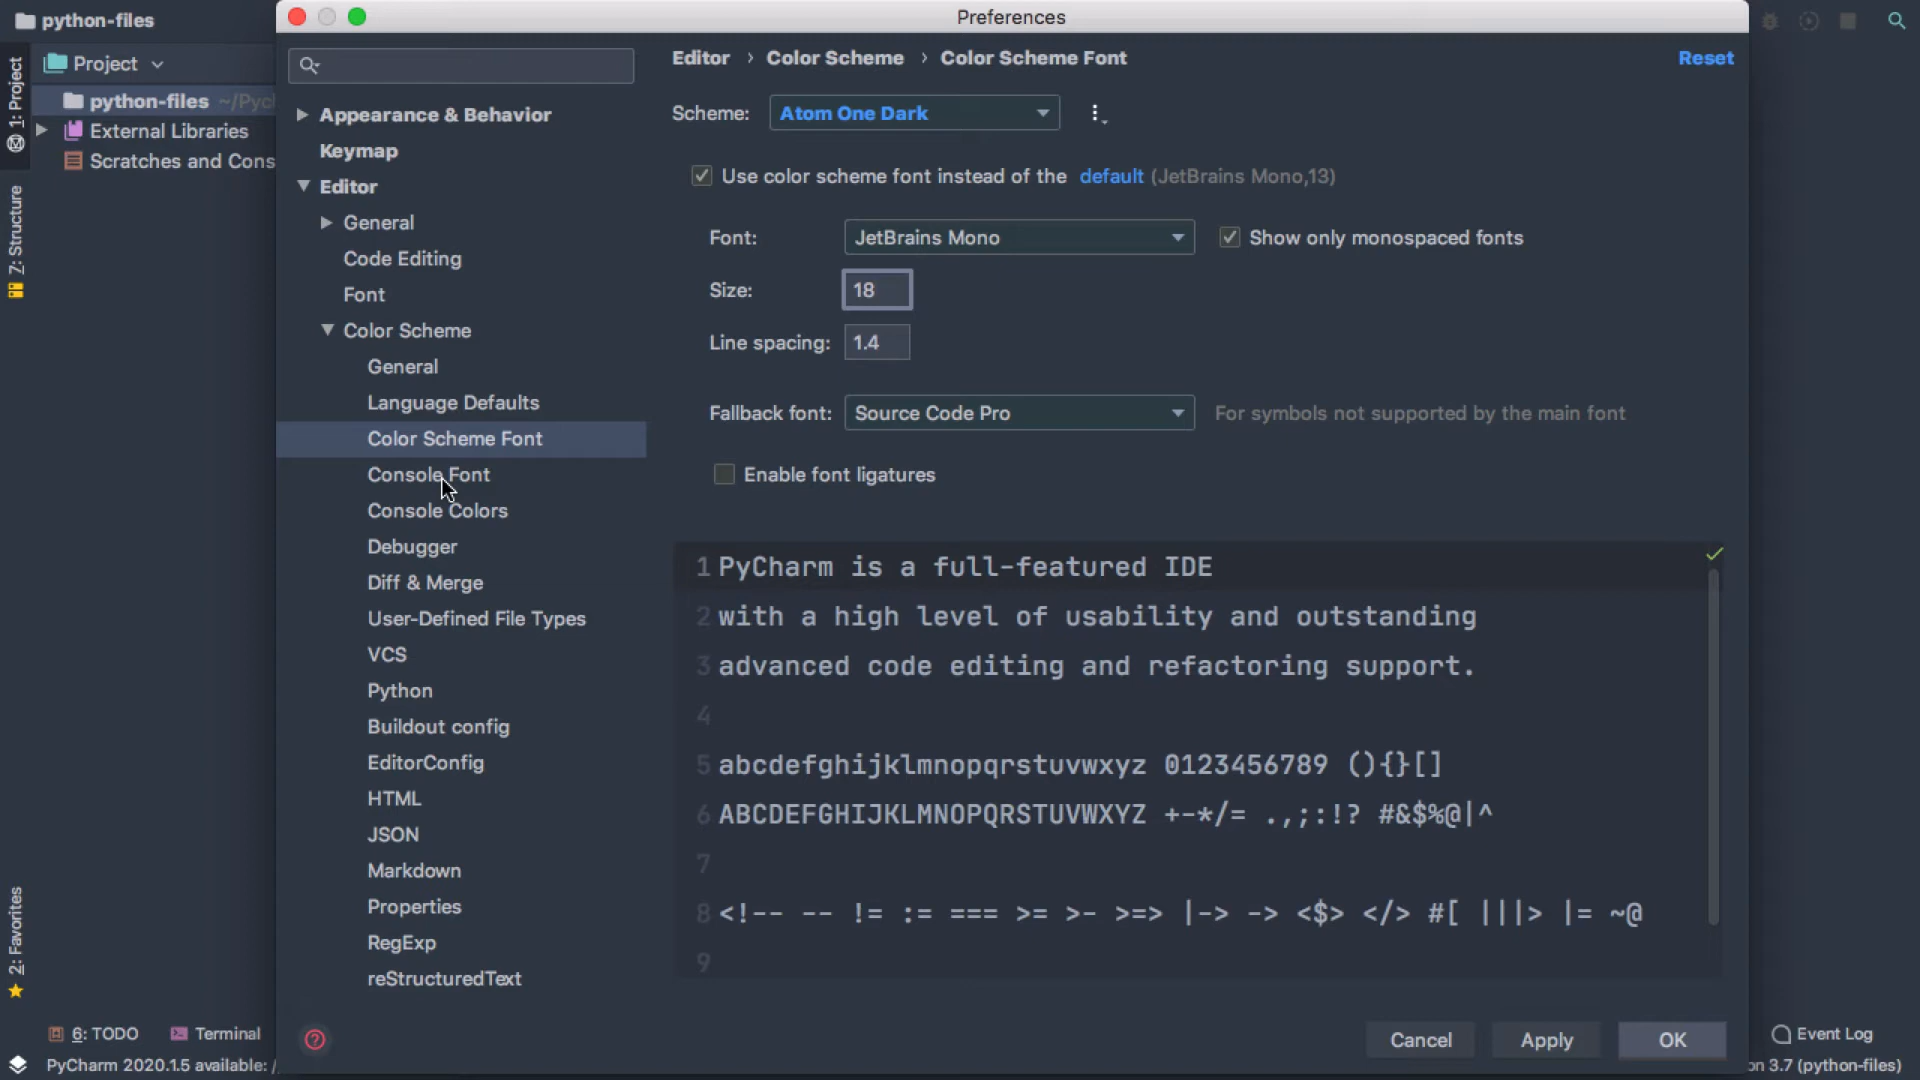 python-files
Preferences
Project
python-files ~/Pyc
External Libraries
Scratches and Cons
1: Project
Z: Structure
2: Favorites
Appearance & Behavior
Keymap
Editor
General
Code Editing
Font
Color Scheme
General
Language Defaults
Color Scheme Font
Console Font
Console Colors
Debugger
Diff & Merge
User-Defined File Types
VCS
Python
Buildout config
EditorConfig
HTML
JSON
Markdown
Properties
RegExp
reStructuredText
Editor › Color Scheme › Color Scheme Font
Reset
Scheme: Atom One Dark
Use color scheme font instead of the default (JetBrains Mono,13)
Font: JetBrains Mono Show only monospaced fonts
Size: 18
Line spacing: 1.4
Fallback font: Source Code Pro For symbols not supported by the main font
Enable font ligatures
1 PyCharm is a full-featured IDE
2 with a high level of usability and outstanding
3 advanced code editing and refactoring support.
4
5 abcdefghijklmnopqrstuvwxyz 0123456789 (){}[]
6 ABCDEFGHIJKLMNOPQRSTUVWXYZ +-*/= .,;:!? #&$%@|^
7
8 <!-- -- != := === >= >- >=> |-> -> <$> </> #[ |||> |= ~@
9
Cancel Apply OK
6: TODO Terminal
Event Log
PyCharm 2020.1.5 available: /
on 3.7 (python-files)